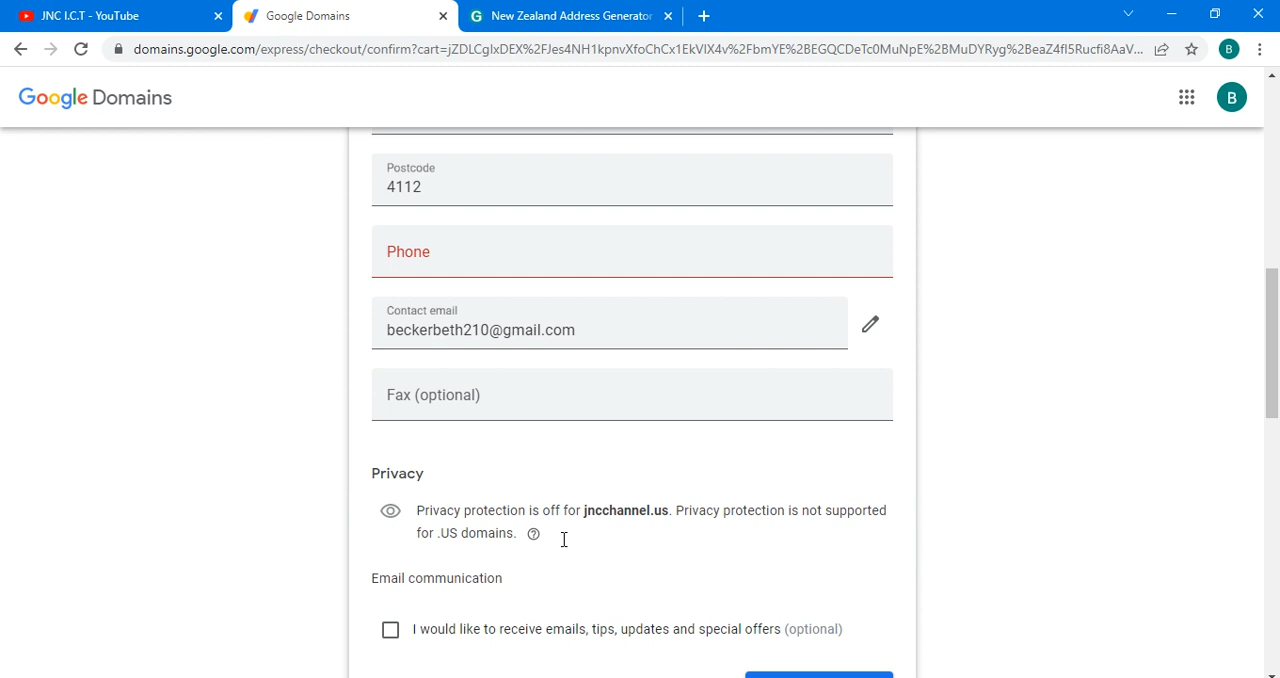 JNC I.C.T - YouTube
Google Domains
New Zealand Address Generator
domains.google.com/express/checkout/confirm?cart=jZDLCgIxDEX%2FJes4NH1kpnvXfoChCx1EkVIX4v%2FbmYE%2BEGQCDeTc0MuNpE%2BMuDYRyg%2BeaZ4fl5Rucfi8AaV...
B
Google Domains
B
Postcode
4112
Phone
Contact email
beckerbeth210@gmail.com
Fax (optional)
Privacy
Privacy protection is off for jncchannel.us. Privacy protection is not supported
for .US domains.
Email communication
I would like to receive emails, tips, updates and special offers (optional)